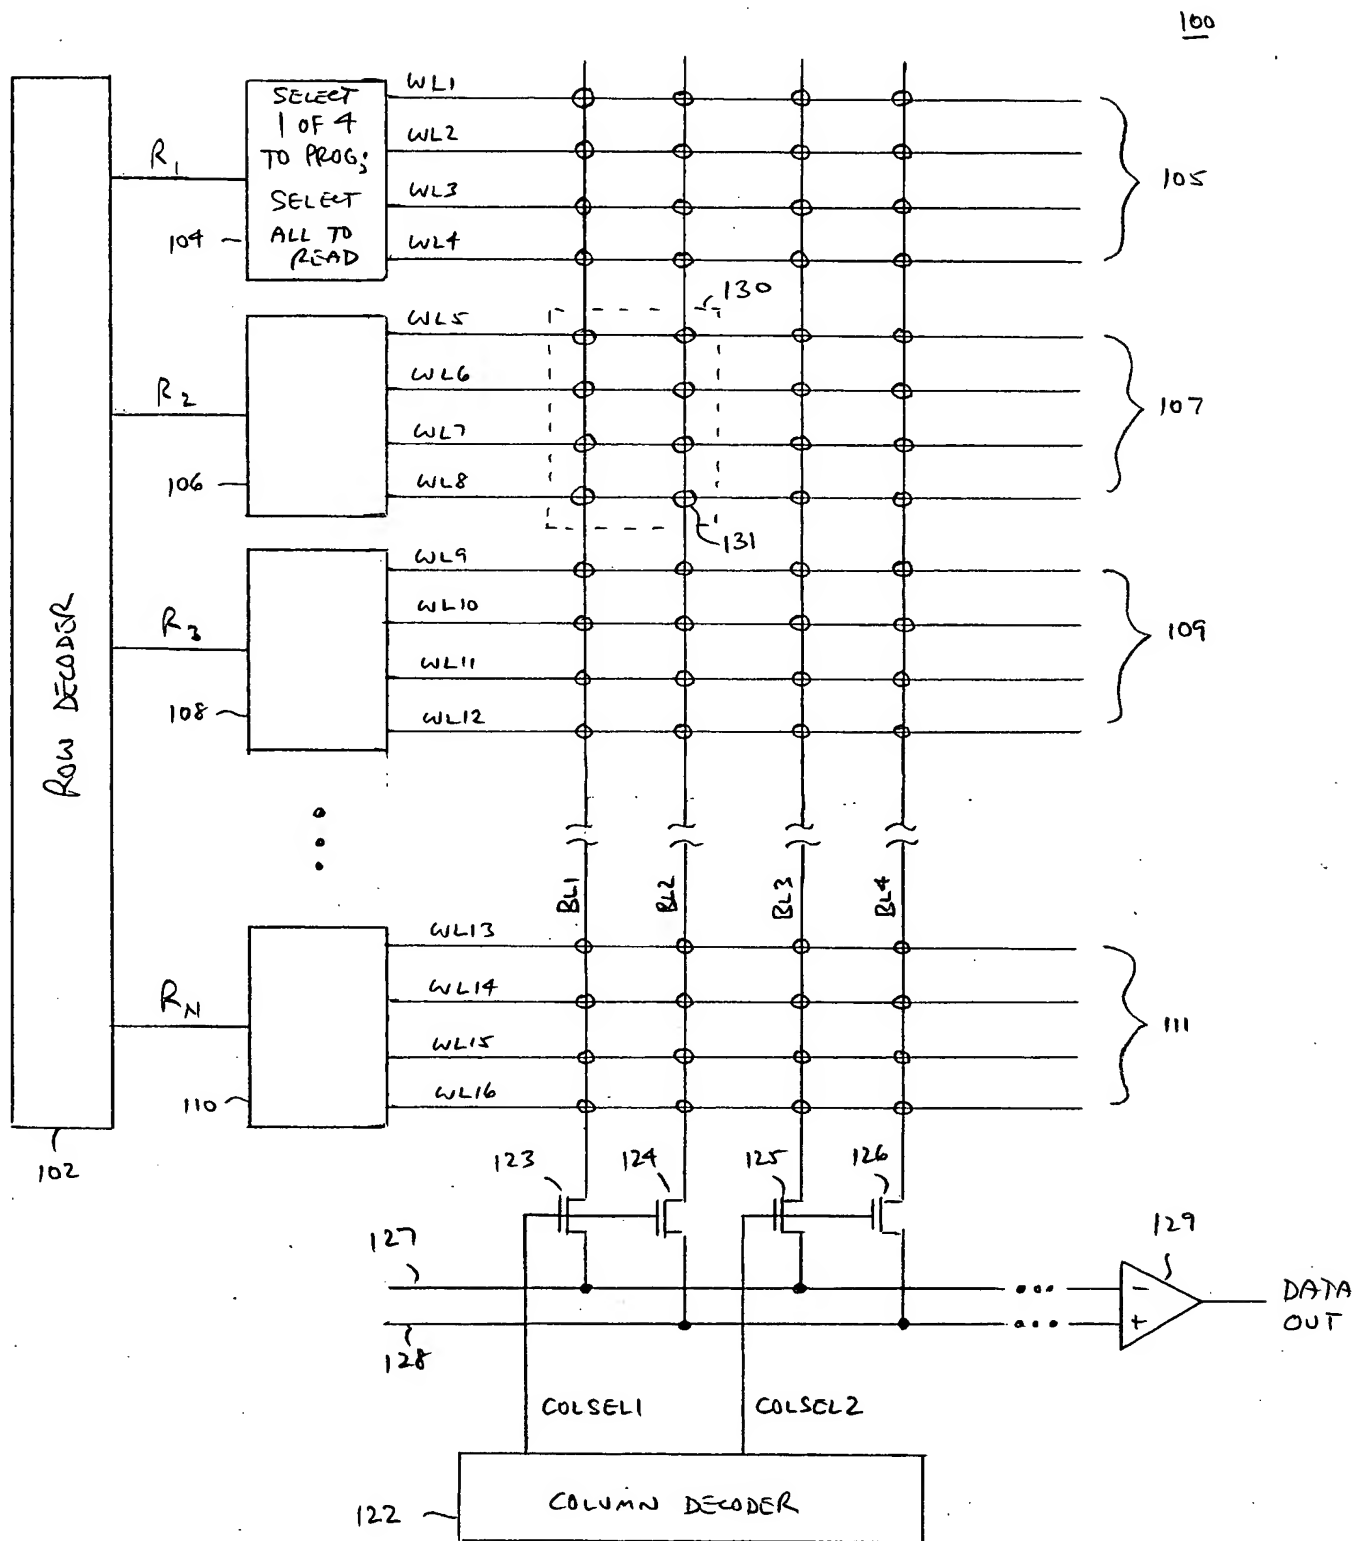 100
WL1
SELECT
1 OF 4
TO PROG;
SELECT
ALL TO
READ
WL2
R1
WL3
105
104
WL4
130
WL5
R2
WL6
107
WL7
106
WL8
131
WL9
WL10
R3
109
WL11
108
WL12
ROW DECODER
BL1
BL2
BL3
BL4
WL13
RN
WL14
111
WL15
110
WL16
102
123
124
125
126
127
129
-
+
DATA
OUT
128
COLSEL1
COLSEL2
COLUMN DECODER
122